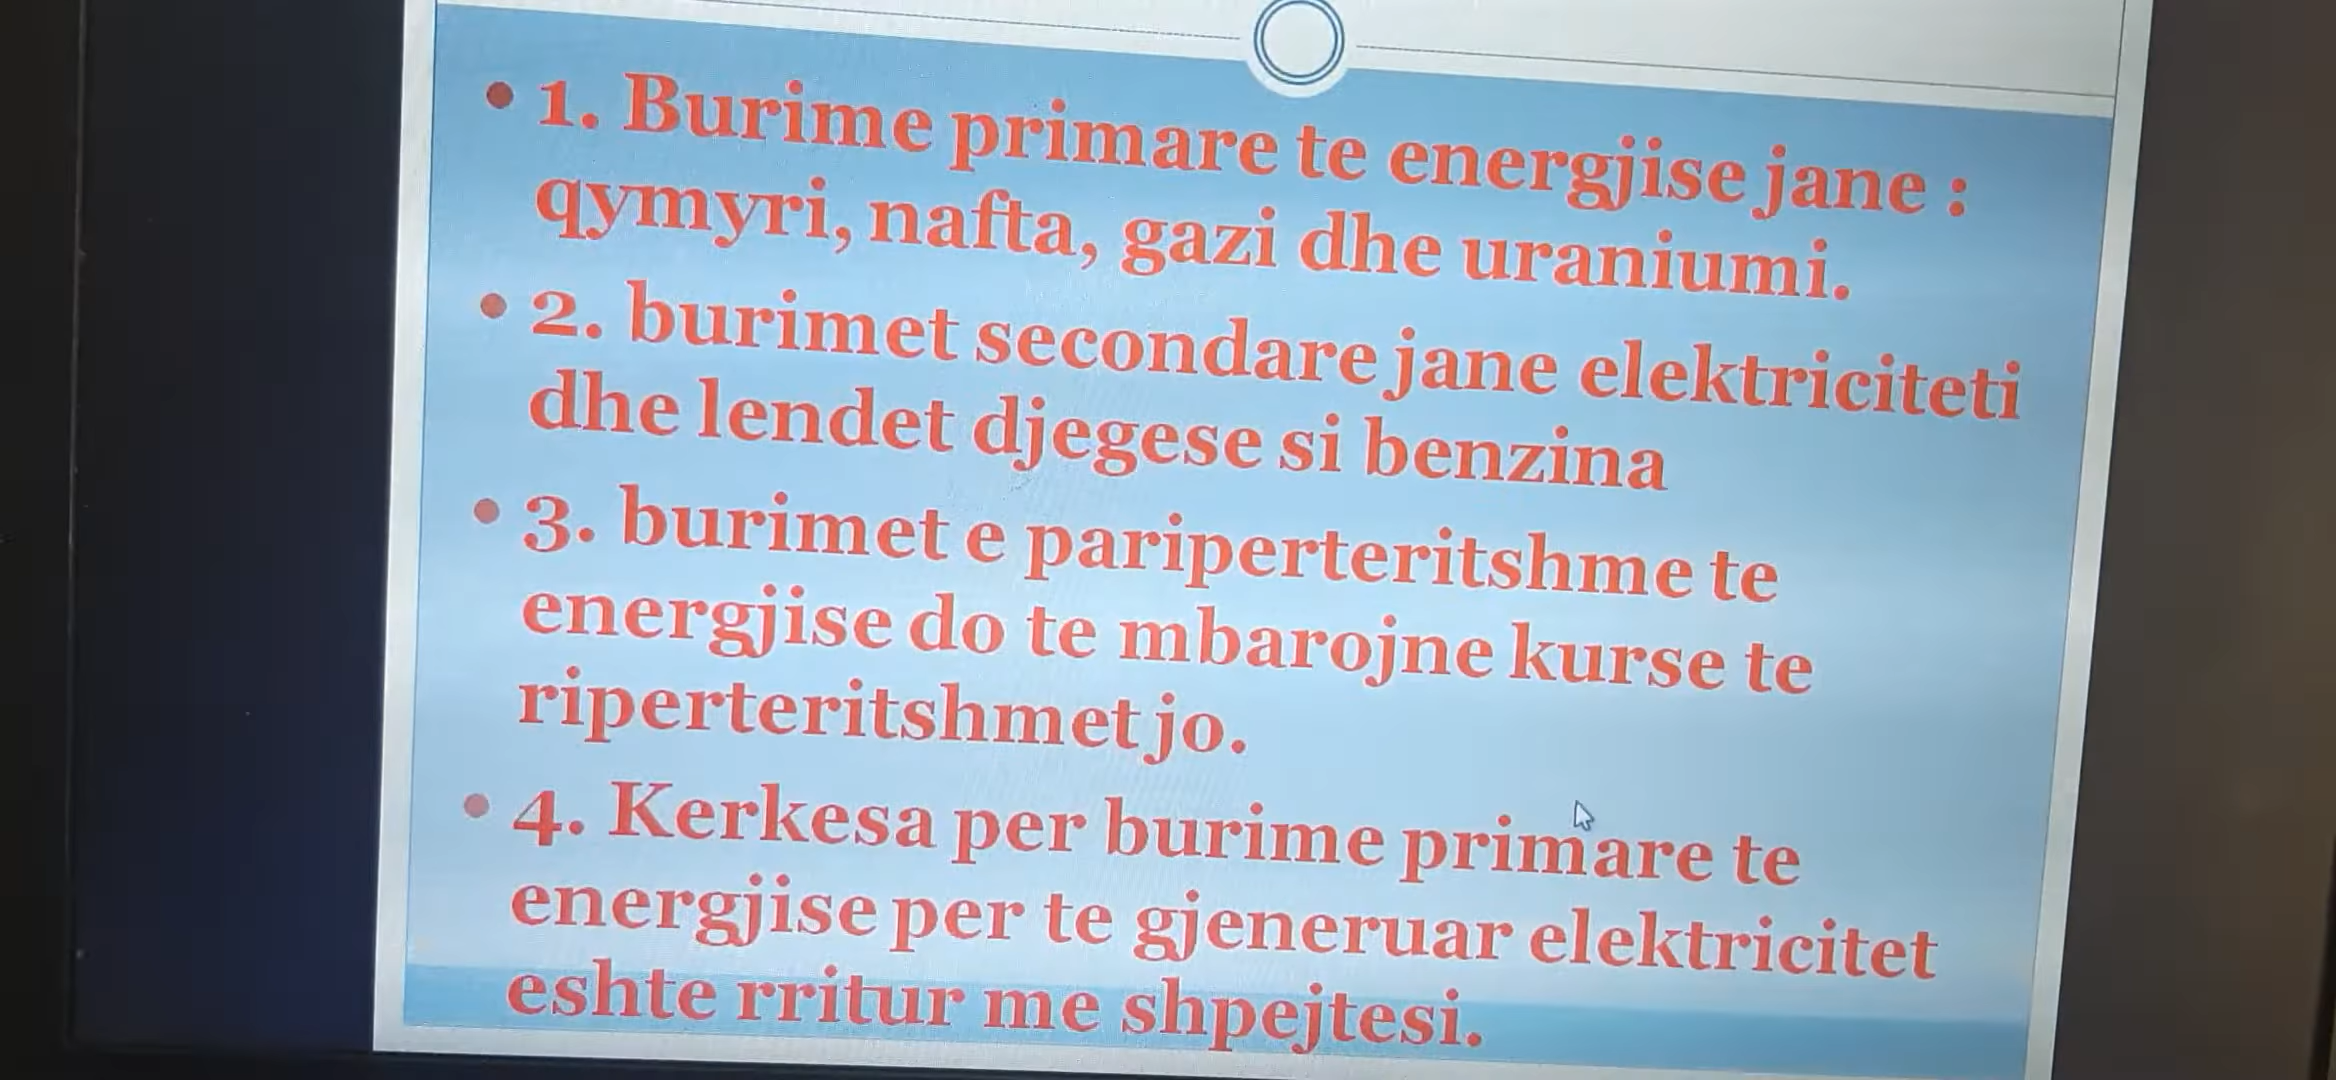 • 1. Burime primare te energjise jane :
qymyri, nafta, gazi dhe uraniumi.
• 2. burimet secondare jane elektriciteti
dhe lendet djegese si benzina
• 3. burimet e pariperteritshme te
energjise do te mbarojne kurse te
riperteritshmet jo.
• 4. Kerkesa per burime primare te
energjise per te gjeneruar elektricitet
eshte rritur me shpejtesi.